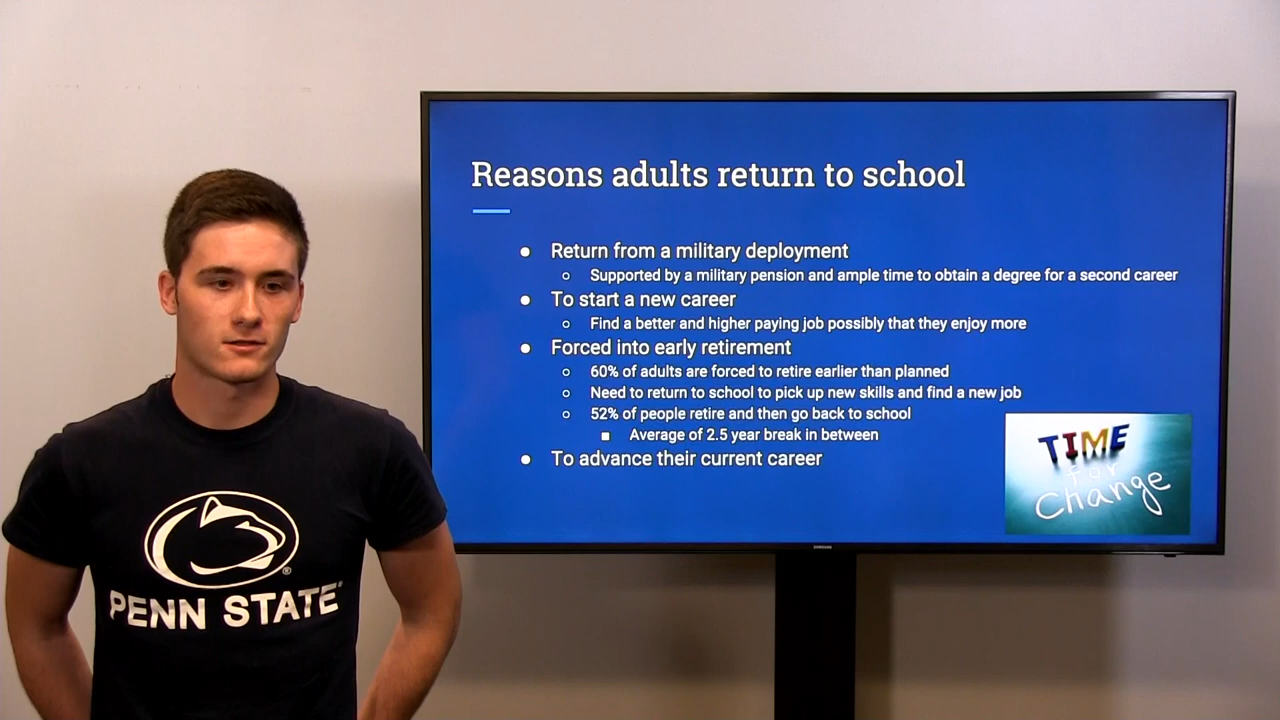 Reasons adults return to school
● Return from a military deployment
○ Supported by a military pension and ample time to obtain a degree for a second career
● To start a new career
○ Find a better and higher paying job possibly that they enjoy more
● Forced into early retirement
○ 60% of adults are forced to retire earlier than planned
○ Need to return to school to pick up new skills and find a new job
○ 52% of people retire and then go back to school
■ Average of 2.5 year break in between
● To advance their current career
TIME
for
Change
SAMSUNG
PENN STATE